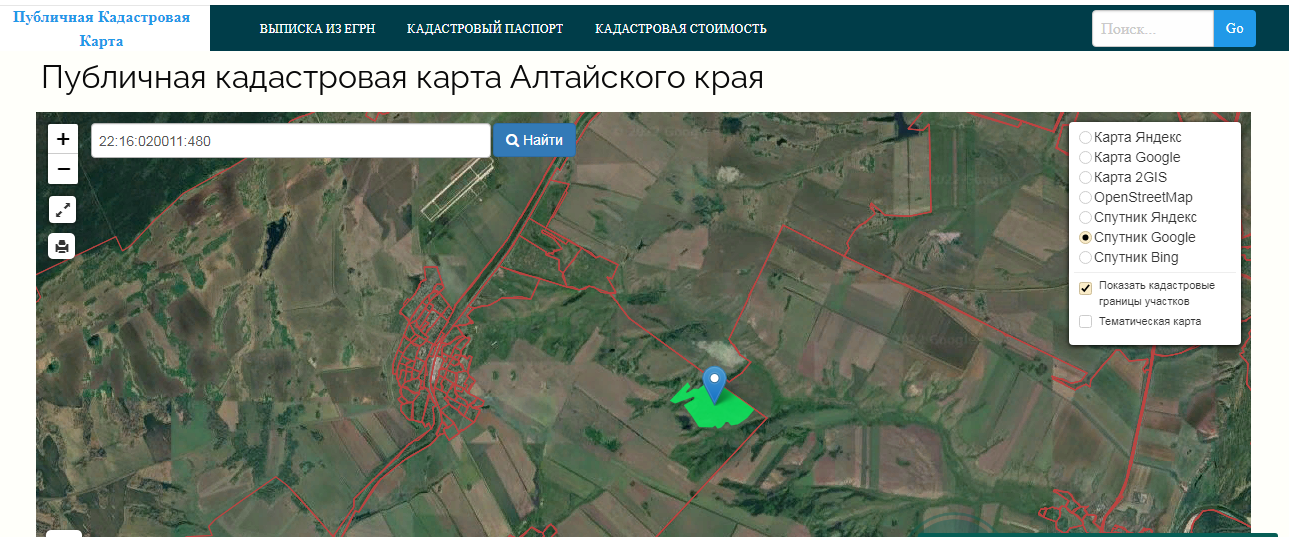 Публичная Кадастровая
Карта
ВЫПИСКА ИЗ ЕГРН
КАДАСТРОВЫЙ ПАСПОРТ
КАДАСТРОВАЯ СТОИМОСТЬ
Поиск...
Go
Публичная кадастровая карта Алтайского края
+
−
22:16:020011:480
Найти
Карта Яндекс
Карта Google
Карта 2GIS
OpenStreetMap
Спутник Яндекс
Спутник Google
Спутник Bing
Показать кадастровые
границы участков
Тематическая карта
© 2022 Google